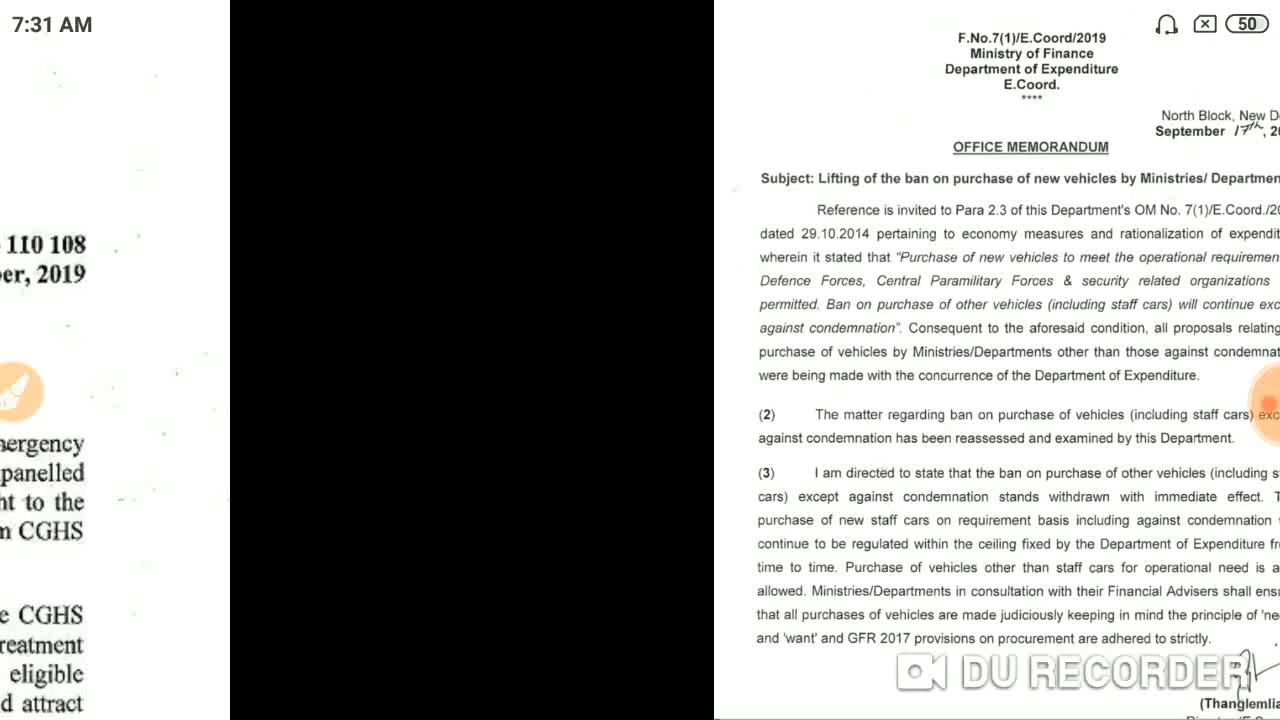 7:31 AM
50
110 108
ber, 2019
mergency
panelled
ht to the
m CGHS
e CGHS
reatment
eligible
d attract
F.No.7(1)/E.Coord/2019
Ministry of Finance
Department of Expenditure
E.Coord.
****
North Block, New De
September 17th, 20
OFFICE MEMORANDUM
Subject: Lifting of the ban on purchase of new vehicles by Ministries/ Departmen
Reference is invited to Para 2.3 of this Department's OM No. 7(1)/E.Coord./20
dated 29.10.2014 pertaining to economy measures and rationalization of expendit
wherein it stated that "Purchase of new vehicles to meet the operational requiremen
Defence Forces, Central Paramilitary Forces & security related organizations
permitted. Ban on purchase of other vehicles (including staff cars) will continue exc
against condemnation". Consequent to the aforesaid condition, all proposals relating
purchase of vehicles by Ministries/Departments other than those against condemnat
were being made with the concurrence of the Department of Expenditure.
(2) The matter regarding ban on purchase of vehicles (including staff cars) exc
against condemnation has been reassessed and examined by this Department.
(3) I am directed to state that the ban on purchase of other vehicles (including st
cars) except against condemnation stands withdrawn with immediate effect. T
purchase of new staff cars on requirement basis including against condemnation
continue to be regulated within the ceiling fixed by the Department of Expenditure fr
time to time. Purchase of vehicles other than staff cars for operational need is a
allowed. Ministries/Departments in consultation with their Financial Advisers shall ensu
that all purchases of vehicles are made judiciously keeping in mind the principle of 'ne
and 'want' and GFR 2017 provisions on procurement are adhered to strictly.
DU RECORDER
(Thanglemlia